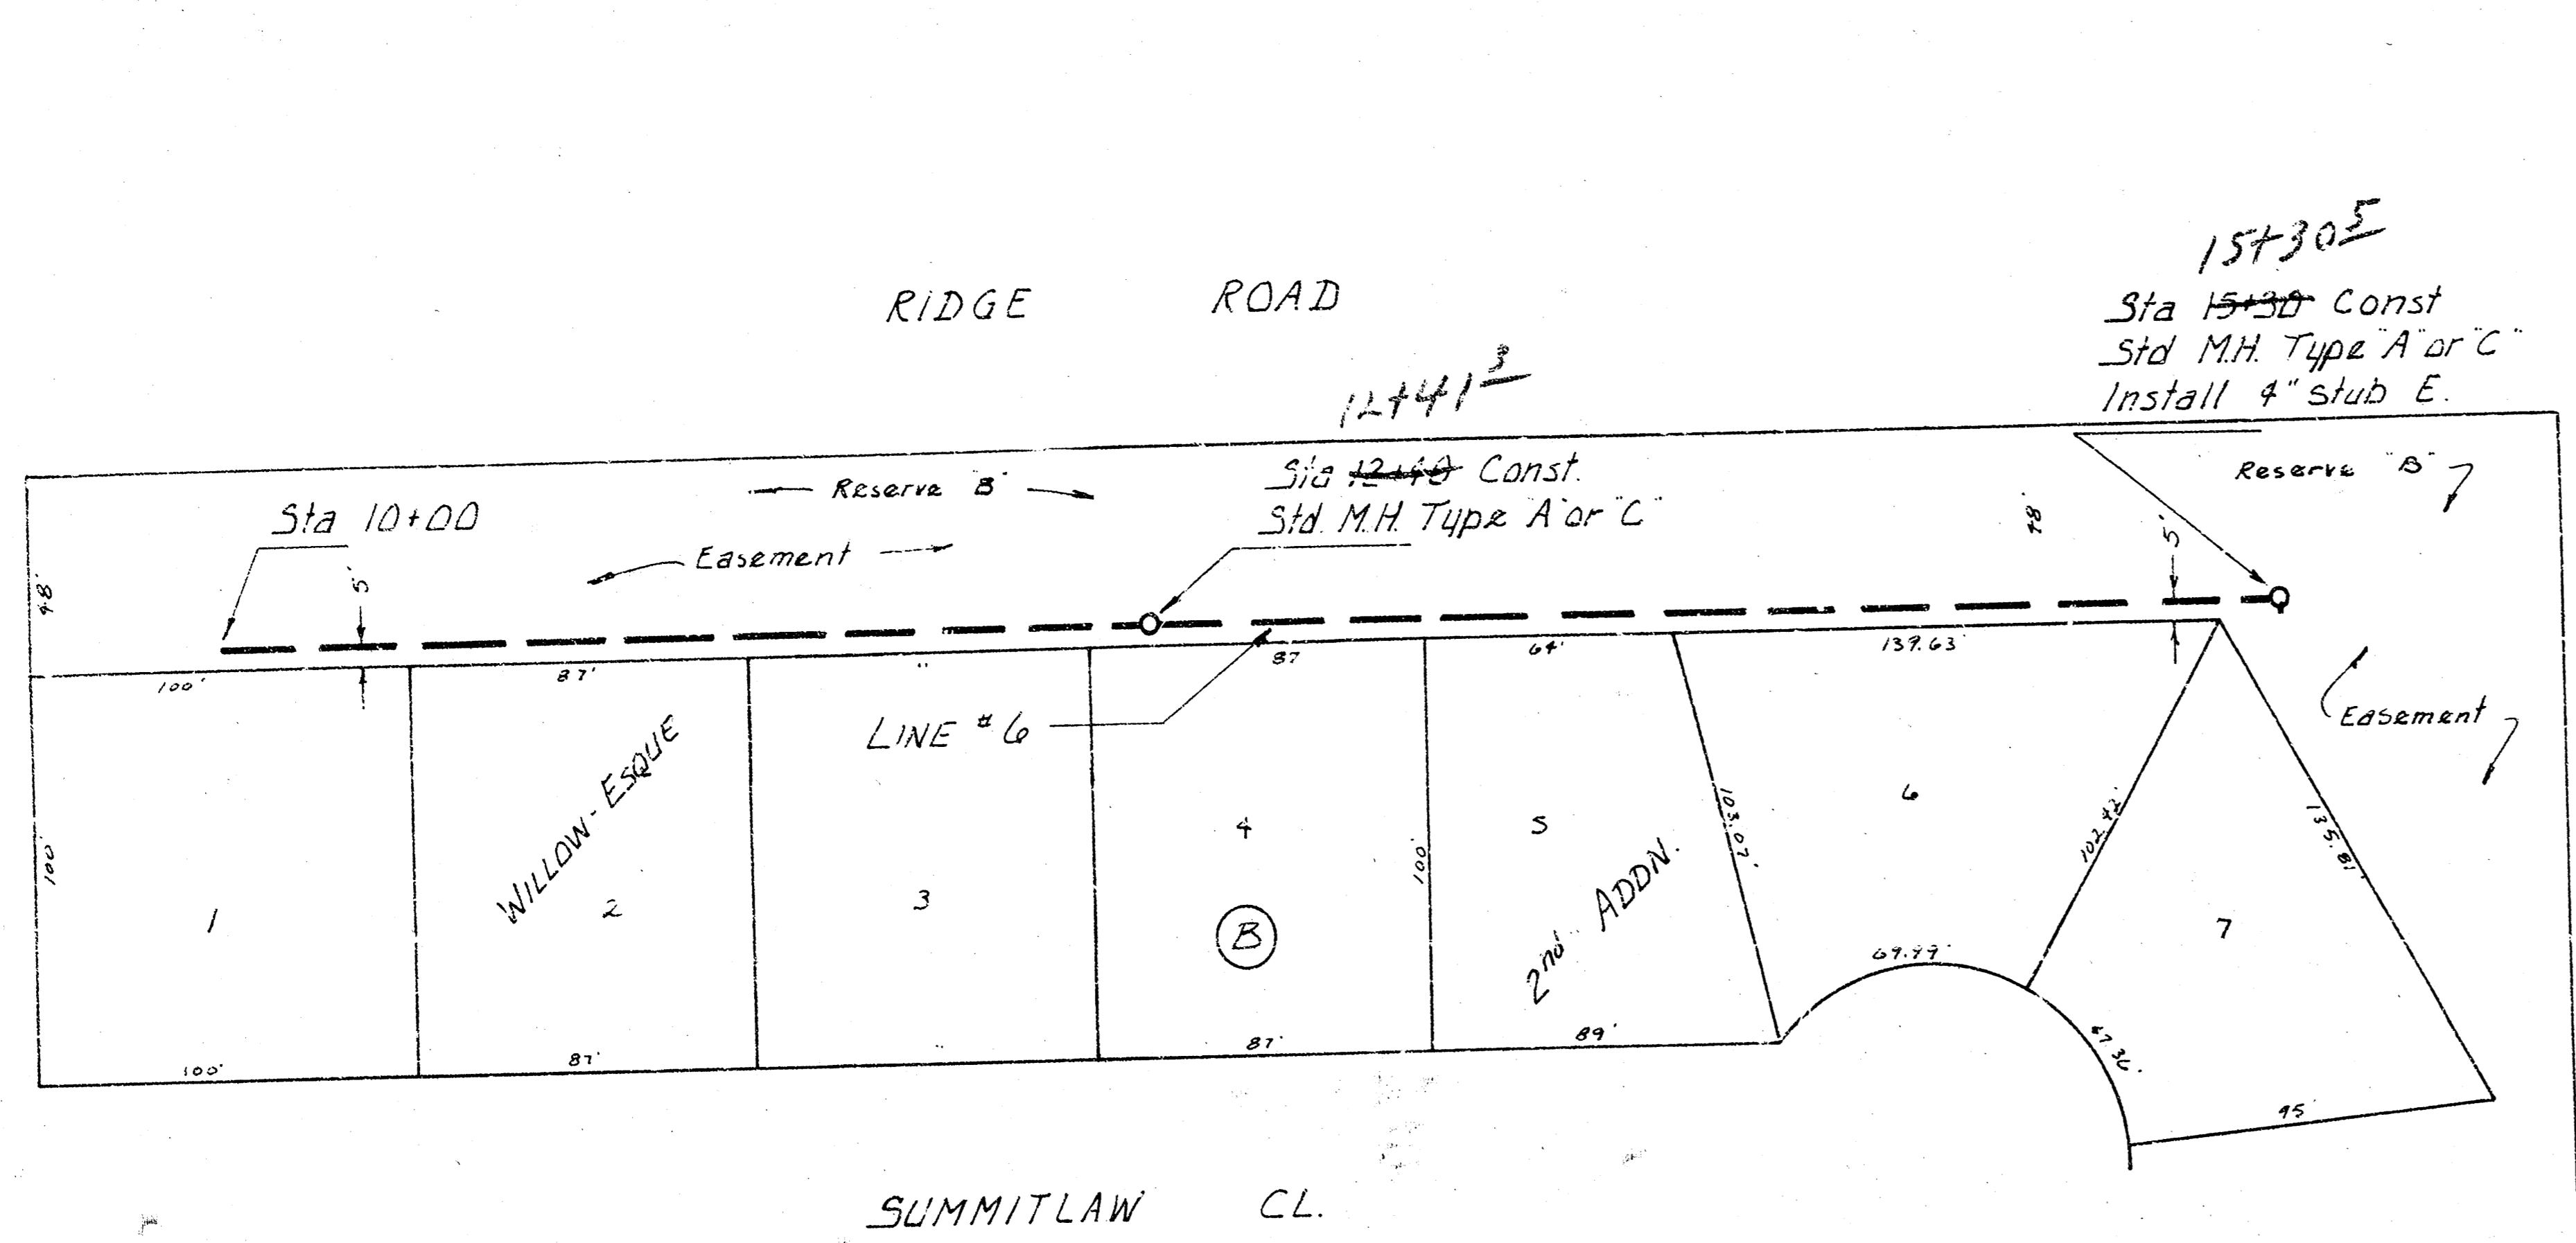 15+30 5
RIDGE ROAD
Sta 15+30 Const
Std M.H. Type "A" or "C"
Install 4" Stub E.
12+41 3
Sta 12+40 Const.
Std. M.H. Type "A" or "C"
Reserve "B"
Reserve "B"
Sta 10+00
Easement
48'
5'
48'
5'
100'
87'
"
87
64'
139.63'
LINE #6
Easement
WILLOW-ESQUE
2nd ADDN.
100'
1
2
3
4
B
100'
5
103.07'
6
102.42'
135.81'
7
69.99'
47.36'
100'
87'
"
87'
89'
95'
SUMMITLAW CL.